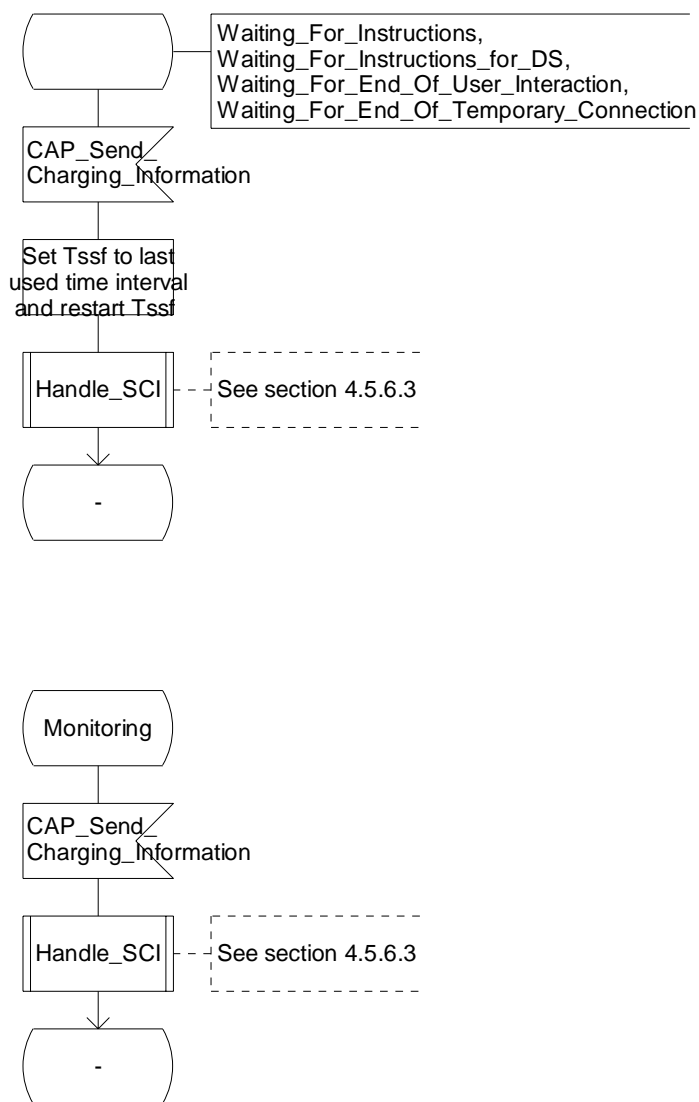 Waiting_For_Instructions,
Waiting_For_Instructions_for_DS,
Waiting_For_End_Of_User_Interaction,
Waiting_For_End_Of_Temporary_Connection
CAP_Send_
Charging_Information
Set Tssf to last
used time interval
and restart Tssf
Handle_SCI
See section 4.5.6.3
-
Monitoring
CAP_Send_
Charging_Information
Handle_SCI
See section 4.5.6.3
-